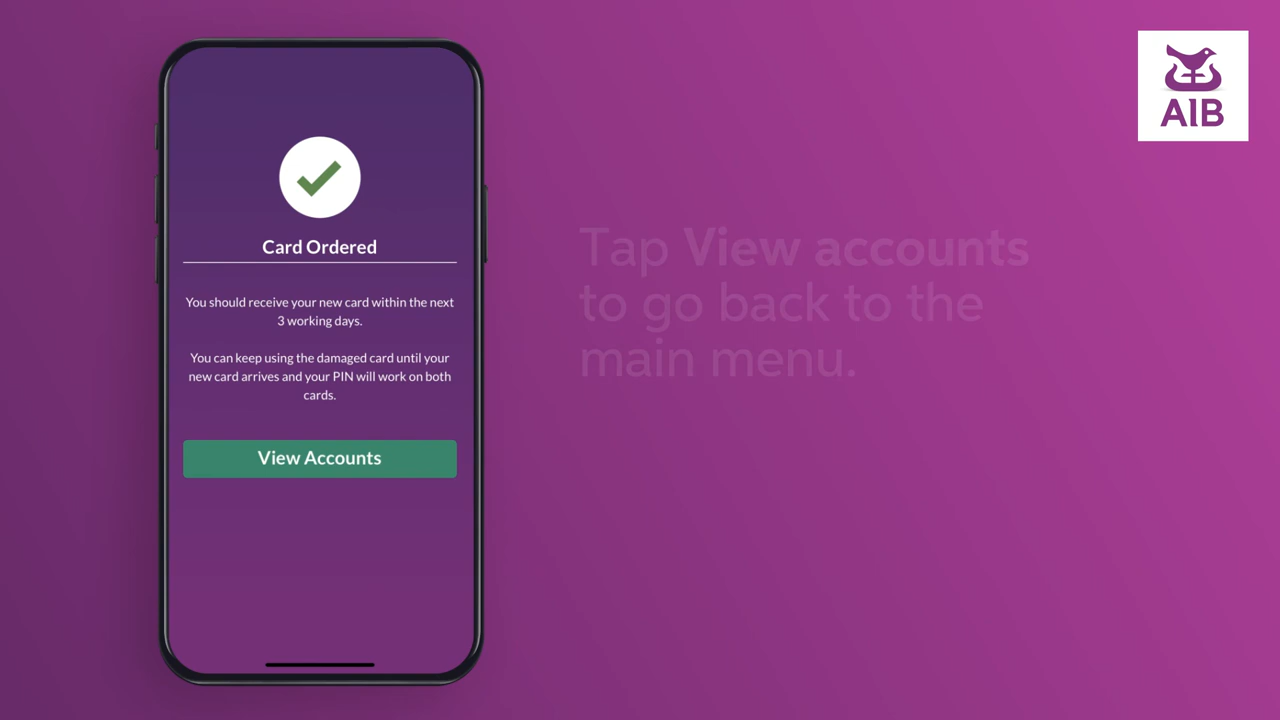 Card Ordered
You should receive your new card within the next
3 working days.
You can keep using the damaged card until your
new card arrives and your PIN will work on both
cards.
View Accounts
Tap View accounts
to go back to the
main menu.
AIB